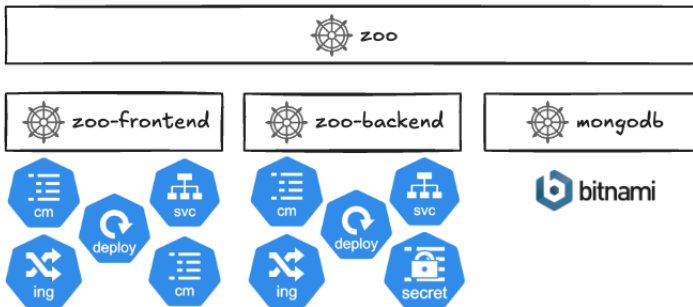 zoo
zoo-frontend
zoo-backend
mongodb
cm
svc
deploy
ing
cm
cm
svc
deploy
ing
secret
bitnami